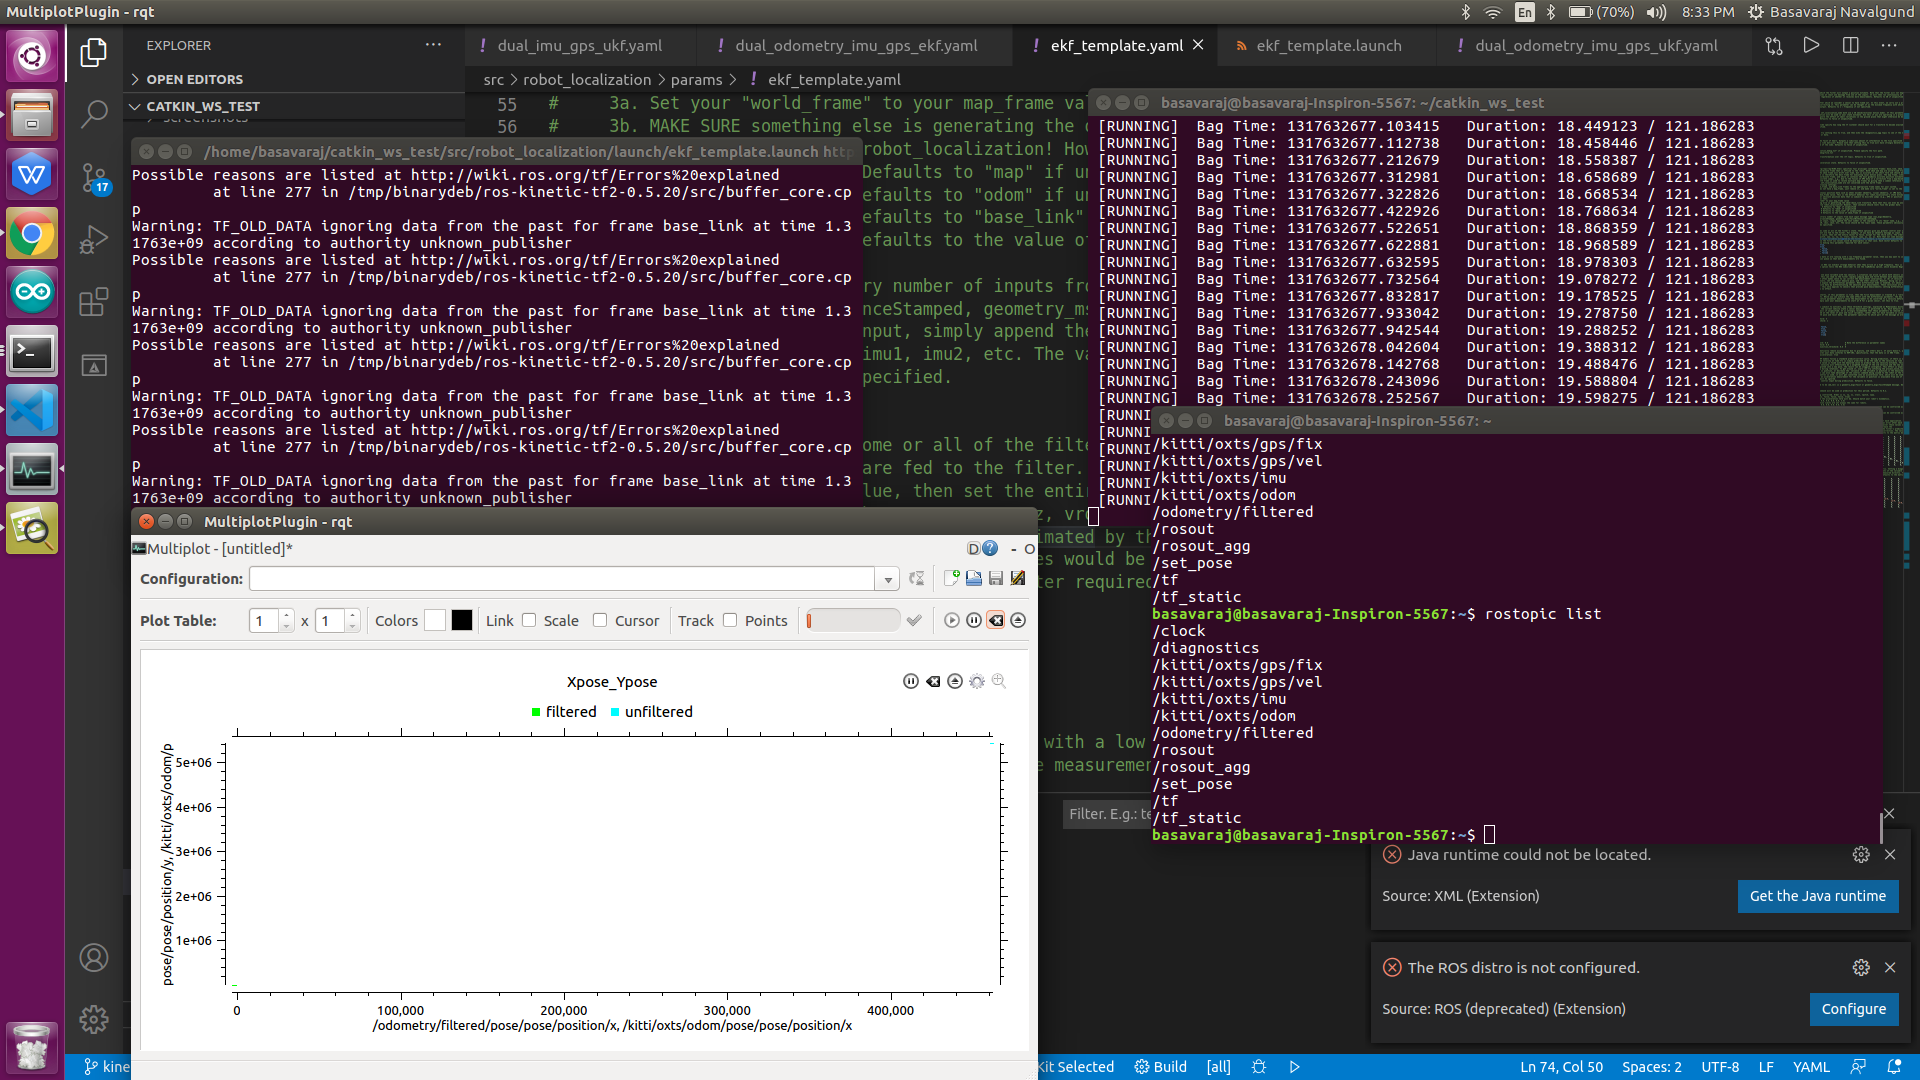 MultiplotPlugin - rqt
En
(70%)
8:33 PM
Basavaraj Navalgund
EXPLORER
dual_imu_gps_ukf.yaml
dual_odometry_imu_gps_ekf.yaml
ekf_template.yaml
ekf_template.launch
dual_odometry_imu_gps_ukf.yaml
OPEN EDITORS
src > robot_localization > params > ! ekf_template.yaml
CATKIN_WS_TEST
screenshots
55 # 3a. Set your "world_frame" to your map_frame va
56 # 3b. MAKE SURE something else is generating the
robot_localization! How
Defaults to "map" if un
efaults to "odom" if un
efaults to "base_link"
efaults to the value of
ry number of inputs fro
nceStamped, geometry_ms
nput, simply append the
imu1, imu2, etc. The va
pecified.
ome or all of the filte
are fed to the filter.
lue, then set the entir
z, vro
imated by th
es would be
ter required
with a low
e measuremen
/home/basavaraj/catkin_ws_test/src/robot_localization/launch/ekf_template.launch http
Possible reasons are listed at http://wiki.ros.org/tf/Errors%20explained
at line 277 in /tmp/binarydeb/ros-kinetic-tf2-0.5.20/src/buffer_core.cp
p
Warning: TF_OLD_DATA ignoring data from the past for frame base_link at time 1.3
1763e+09 according to authority unknown_publisher
Possible reasons are listed at http://wiki.ros.org/tf/Errors%20explained
at line 277 in /tmp/binarydeb/ros-kinetic-tf2-0.5.20/src/buffer_core.cp
p
Warning: TF_OLD_DATA ignoring data from the past for frame base_link at time 1.3
1763e+09 according to authority unknown_publisher
Possible reasons are listed at http://wiki.ros.org/tf/Errors%20explained
at line 277 in /tmp/binarydeb/ros-kinetic-tf2-0.5.20/src/buffer_core.cp
p
Warning: TF_OLD_DATA ignoring data from the past for frame base_link at time 1.3
1763e+09 according to authority unknown_publisher
Possible reasons are listed at http://wiki.ros.org/tf/Errors%20explained
at line 277 in /tmp/binarydeb/ros-kinetic-tf2-0.5.20/src/buffer_core.cp
p
Warning: TF_OLD_DATA ignoring data from the past for frame base_link at time 1.3
1763e+09 according to authority unknown_publisher
basavaraj@basavaraj-Inspiron-5567: ~/catkin_ws_test
[RUNNING] Bag Time: 1317632677.103415 Duration: 18.449123 / 121.186283
[RUNNING] Bag Time: 1317632677.112738 Duration: 18.458446 / 121.186283
[RUNNING] Bag Time: 1317632677.212679 Duration: 18.558387 / 121.186283
[RUNNING] Bag Time: 1317632677.312981 Duration: 18.658689 / 121.186283
[RUNNING] Bag Time: 1317632677.322826 Duration: 18.668534 / 121.186283
[RUNNING] Bag Time: 1317632677.422926 Duration: 18.768634 / 121.186283
[RUNNING] Bag Time: 1317632677.522651 Duration: 18.868359 / 121.186283
[RUNNING] Bag Time: 1317632677.622881 Duration: 18.968589 / 121.186283
[RUNNING] Bag Time: 1317632677.632595 Duration: 18.978303 / 121.186283
[RUNNING] Bag Time: 1317632677.732564 Duration: 19.078272 / 121.186283
[RUNNING] Bag Time: 1317632677.832817 Duration: 19.178525 / 121.186283
[RUNNING] Bag Time: 1317632677.933042 Duration: 19.278750 / 121.186283
[RUNNING] Bag Time: 1317632677.942544 Duration: 19.288252 / 121.186283
[RUNNING] Bag Time: 1317632678.042604 Duration: 19.388312 / 121.186283
[RUNNING] Bag Time: 1317632678.142768 Duration: 19.488476 / 121.186283
[RUNNING] Bag Time: 1317632678.243096 Duration: 19.588804 / 121.186283
[RUNNING] Bag Time: 1317632678.252567 Duration: 19.598275 / 121.186283
[RUNNI
[RUNNI
[RUNNI
[RUNNI
[RUNNI
[RUNNI
basavaraj@basavaraj-Inspiron-5567: ~
/kitti/oxts/gps/fix
/kitti/oxts/gps/vel
/kitti/oxts/imu
/kitti/oxts/odom
/odometry/filtered
/rosout
/rosout_agg
/set_pose
/tf
/tf_static
basavaraj@basavaraj-Inspiron-5567:~$ rostopic list
/clock
/diagnostics
/kitti/oxts/gps/fix
/kitti/oxts/gps/vel
/kitti/oxts/imu
/kitti/oxts/odom
/odometry/filtered
/rosout
/rosout_agg
/set_pose
/tf
/tf_static
basavaraj@basavaraj-Inspiron-5567:~$
17
MultiplotPlugin - rqt
Multiplot - [untitled]*
D ? - O
Configuration:
Plot Table: 1 x 1 Colors Link Scale Cursor Track Points
Xpose_Ypose
filtered unfiltered
5e+06
4e+06
3e+06
2e+06
1e+06
pose/pose/position/y, /kitti/oxts/odom/p
0 100,000 200,000 300,000 400,000
/odometry/filtered/pose/pose/position/x, /kitti/oxts/odom/pose/pose/position/x
Filter. E.g.: te
Java runtime could not be located.
Source: XML (Extension)
Get the Java runtime
The ROS distro is not configured.
Source: ROS (deprecated) (Extension)
Configure
kine
Kit Selected
Build
[all]
Ln 74, Col 50
Spaces: 2
UTF-8
LF
YAML